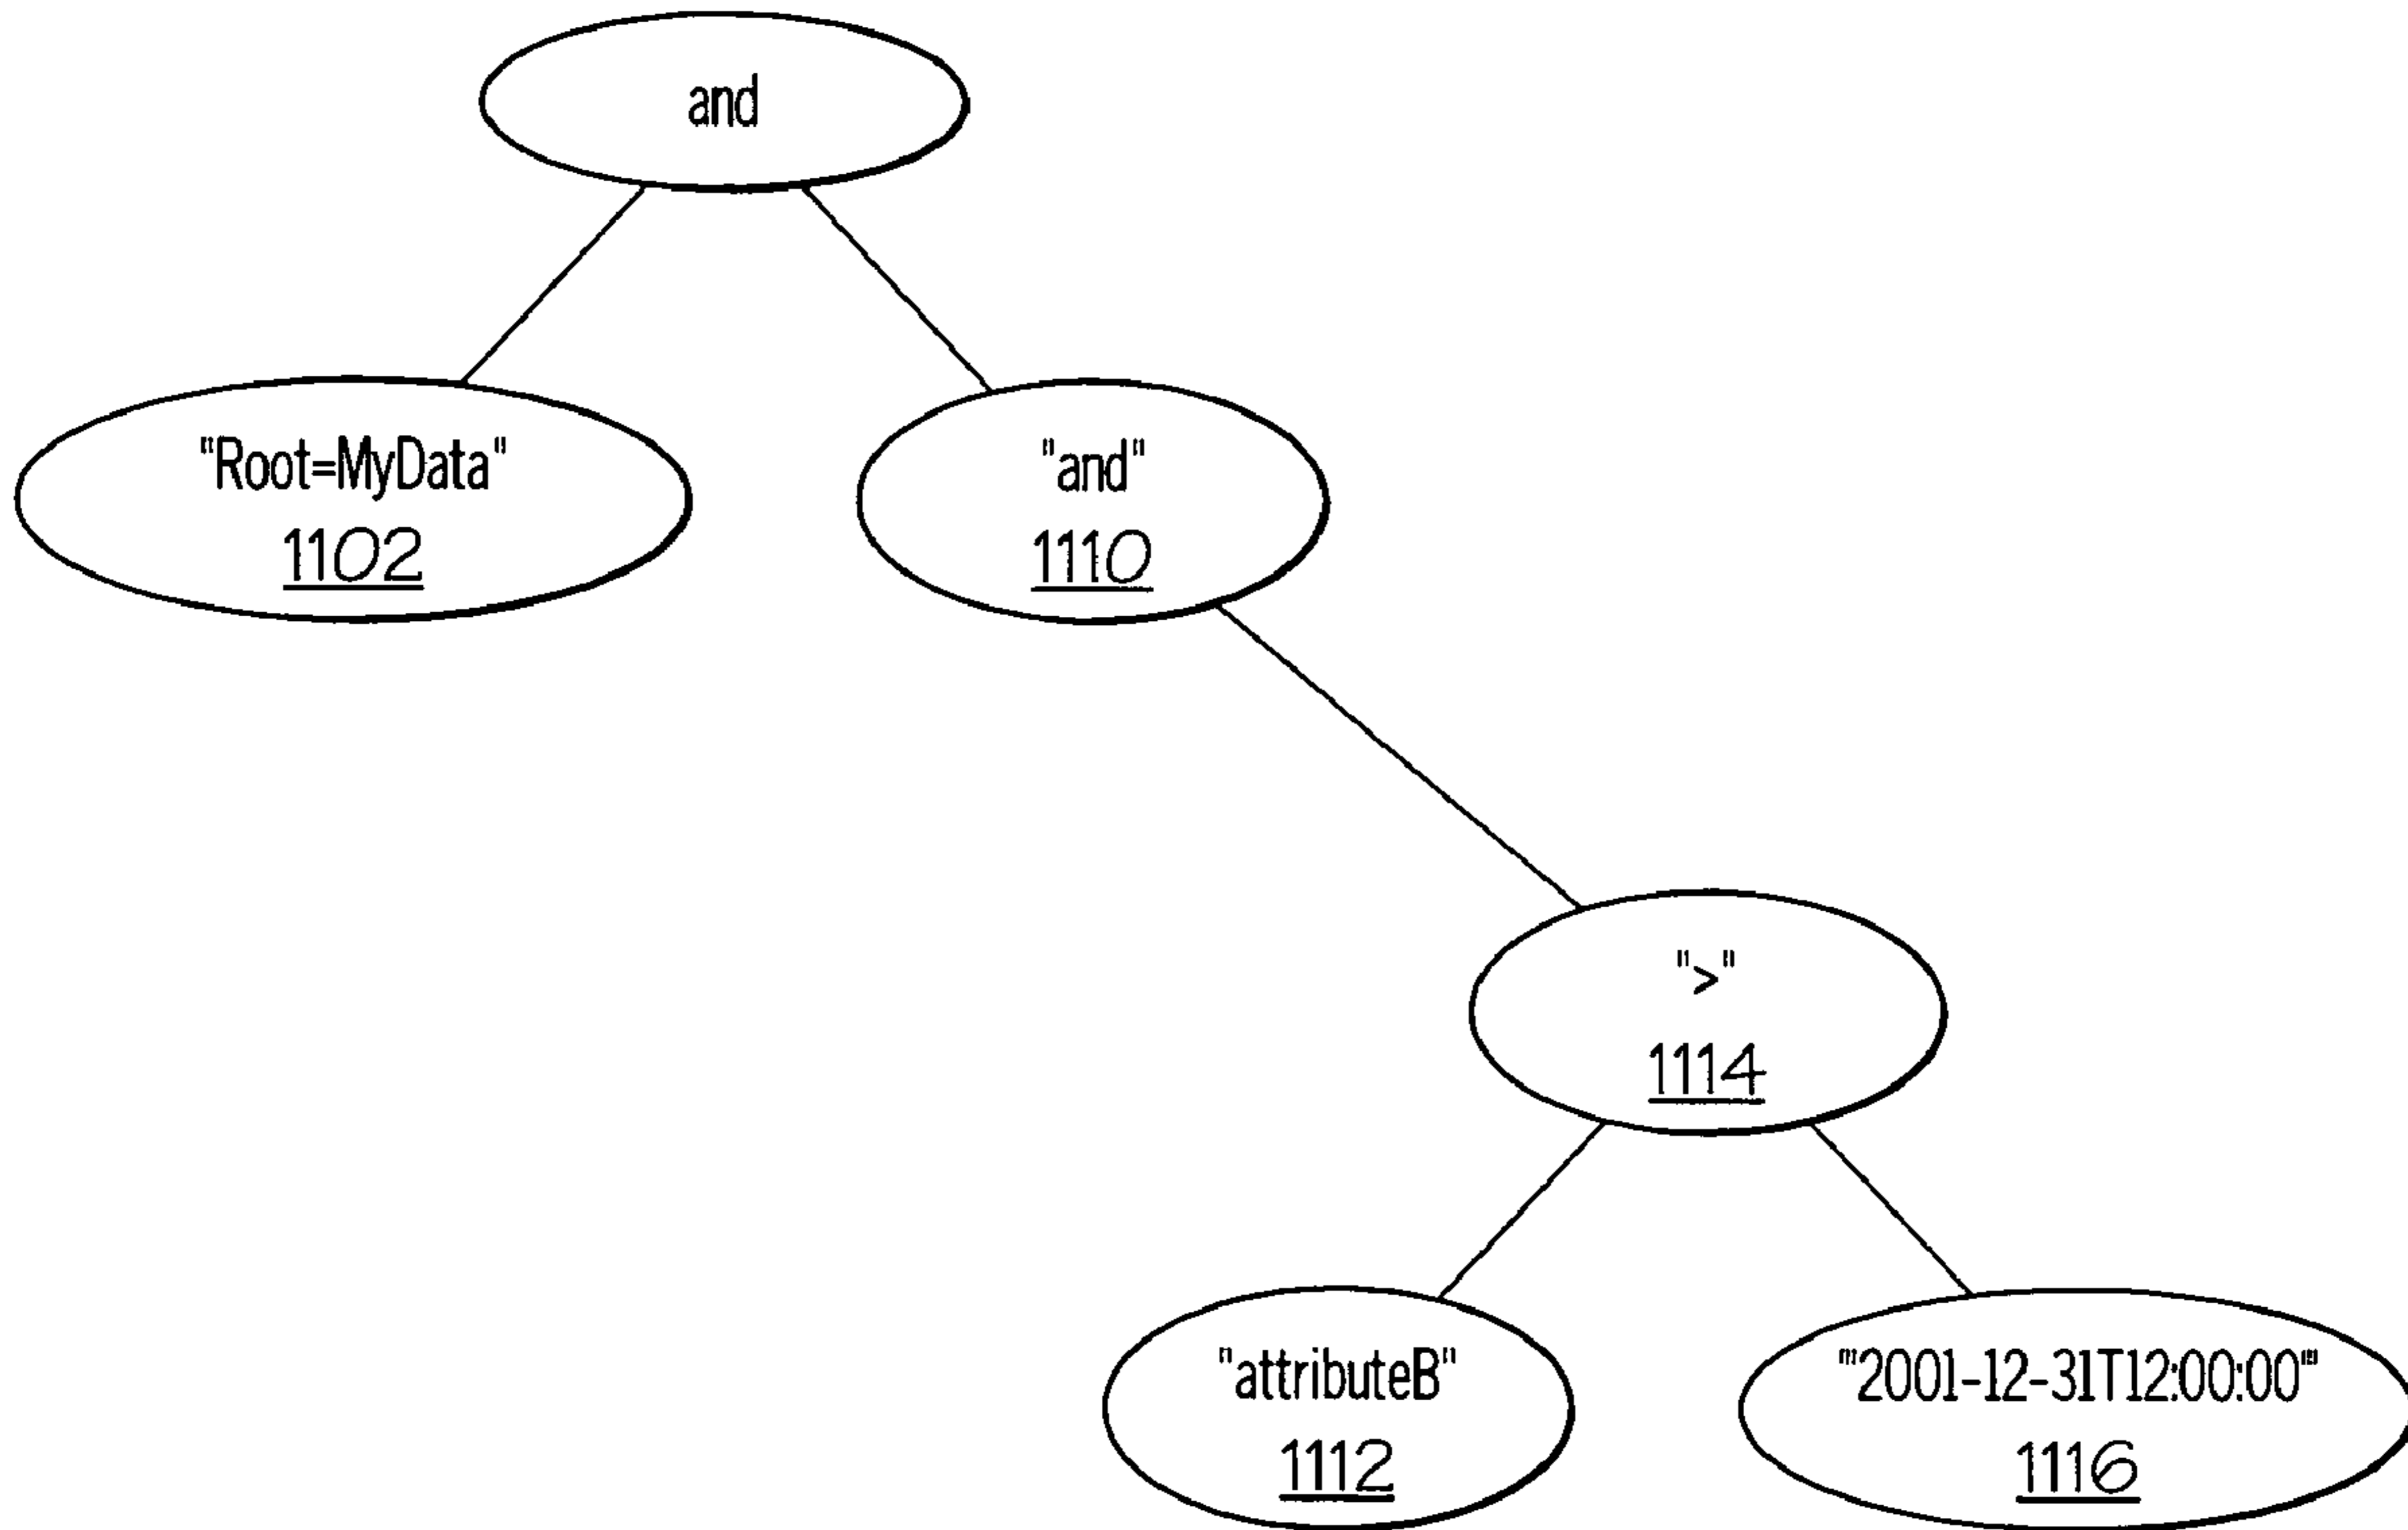 and
"Root=MyData"
1102
"and"
1110
">"
1114
"attributeB"
1112
"'2001-12-31T12:00:00'"
1116